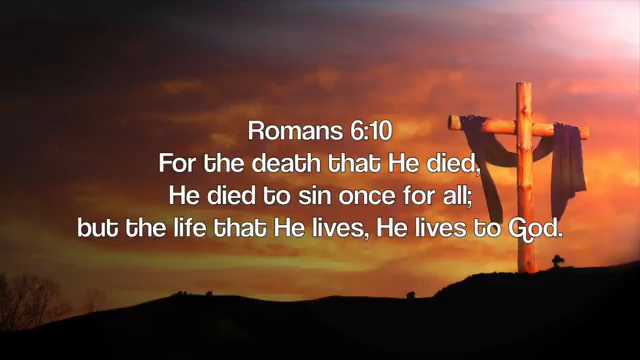 Romans 6:10
For the death that He died,
He died to sin once for all;
but the life that He lives, He lives to God.